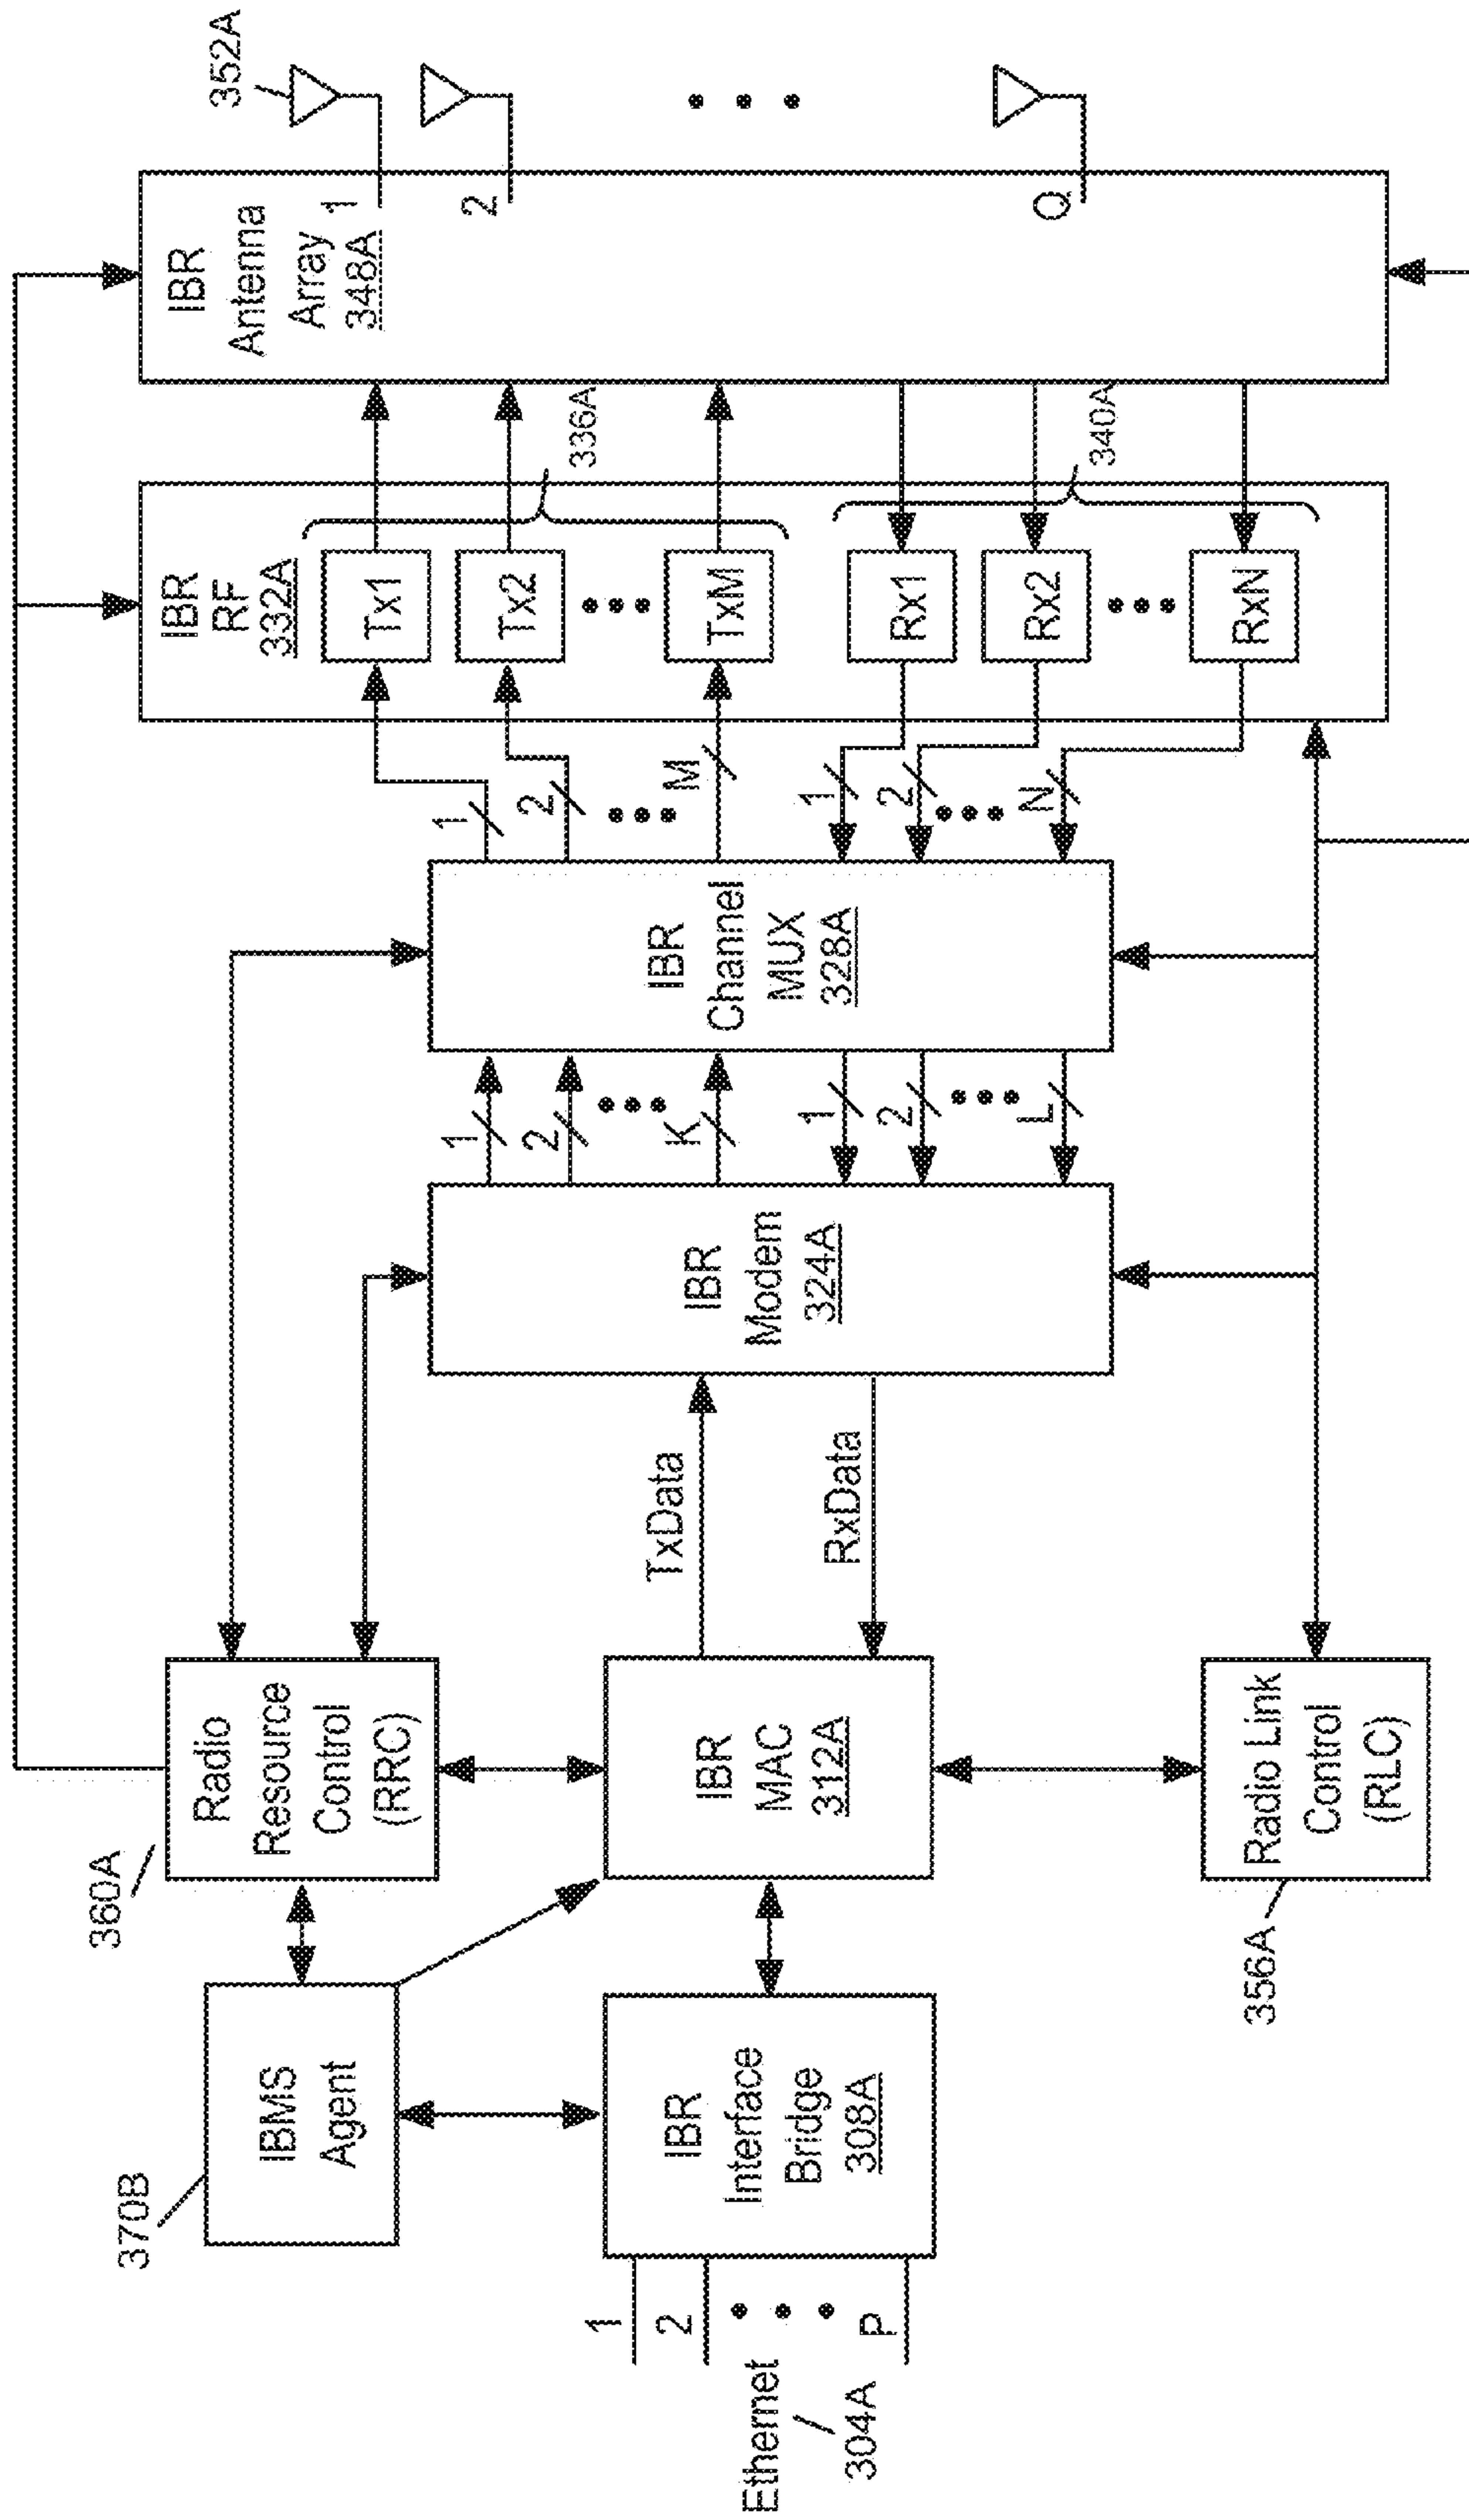 Ethernet
304A
1
2
P
370B
IBMS
Agent
IBR
Interface
Bridge
308A
360A
Radio
Resource
Control
(RRC)
IBR
MAC
312A
356A
Radio Link
Control
(RLC)
TxData
RxData
IBR
Modem
324A
1
2
K
1
2
L
IBR
Channel
MUX
328A
1
2
M
1
2
N
IBR
RF
332A
Tx1
Tx2
TxM
Rx1
Rx2
RxN
336A
340A
IBR
Antenna
Array
348A
1
2
Q
352A